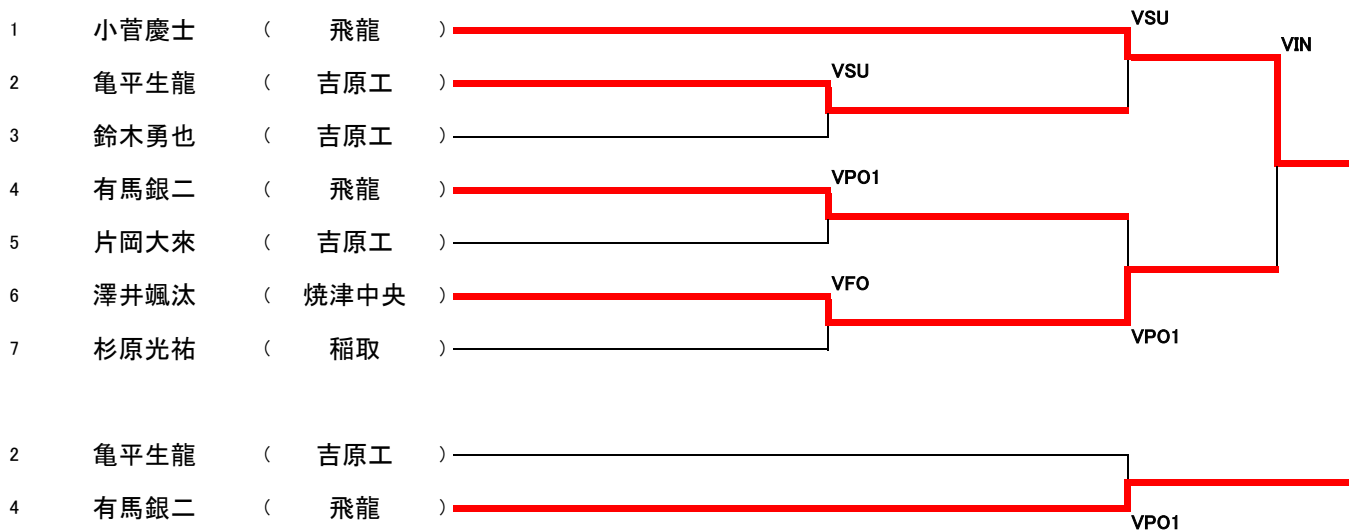 VSU
1 小菅慶士 ( 飛龍 )
VIN
VSU
2 亀平生龍 ( 吉原工 )
3 鈴木勇也 ( 吉原工 )
VPO1
4 有馬銀二 ( 飛龍 )
5 片岡大來 ( 吉原工 )
VFO
6 澤井颯汰 ( 焼津中央 )
VPO1
7 杉原光祐 ( 稲取 )
2 亀平生龍 ( 吉原工 )
4 有馬銀二 ( 飛龍 )
VPO1